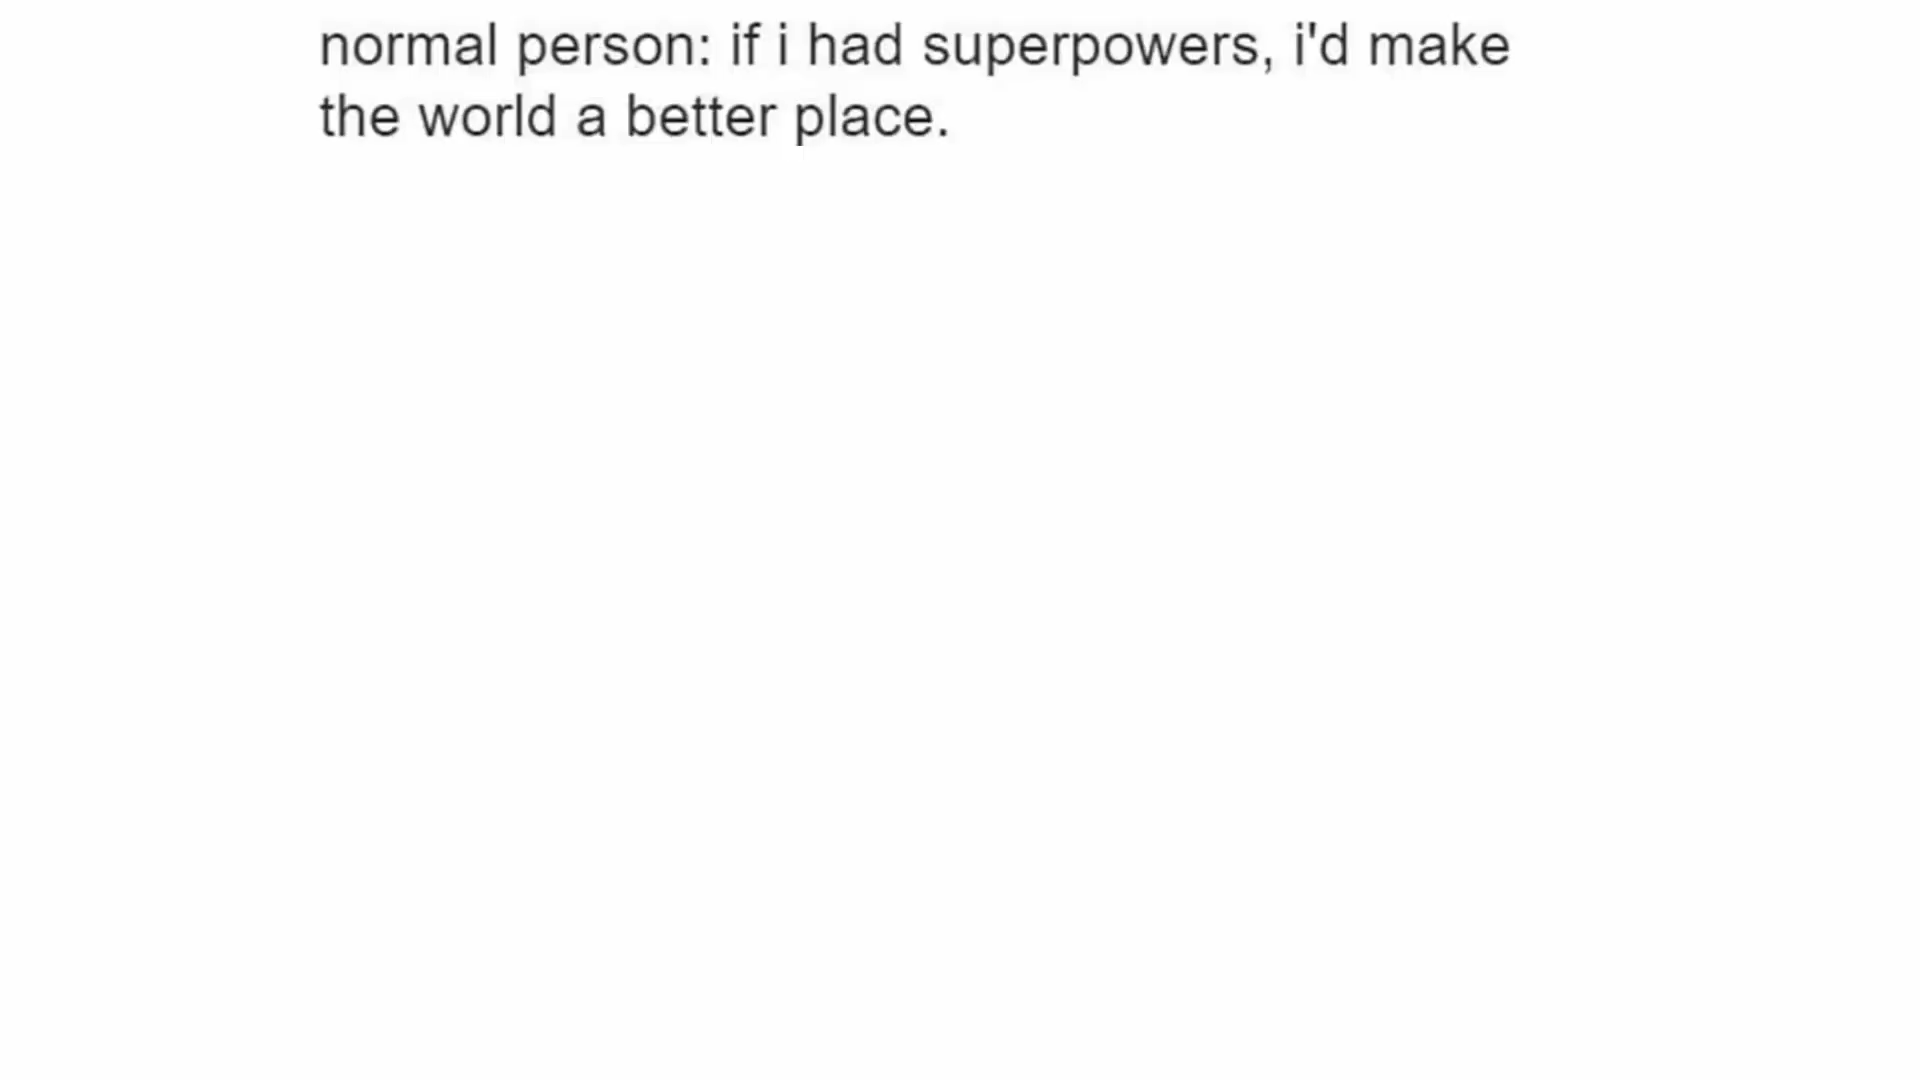 normal person: if i had superpowers, i'd make
the world a better place.